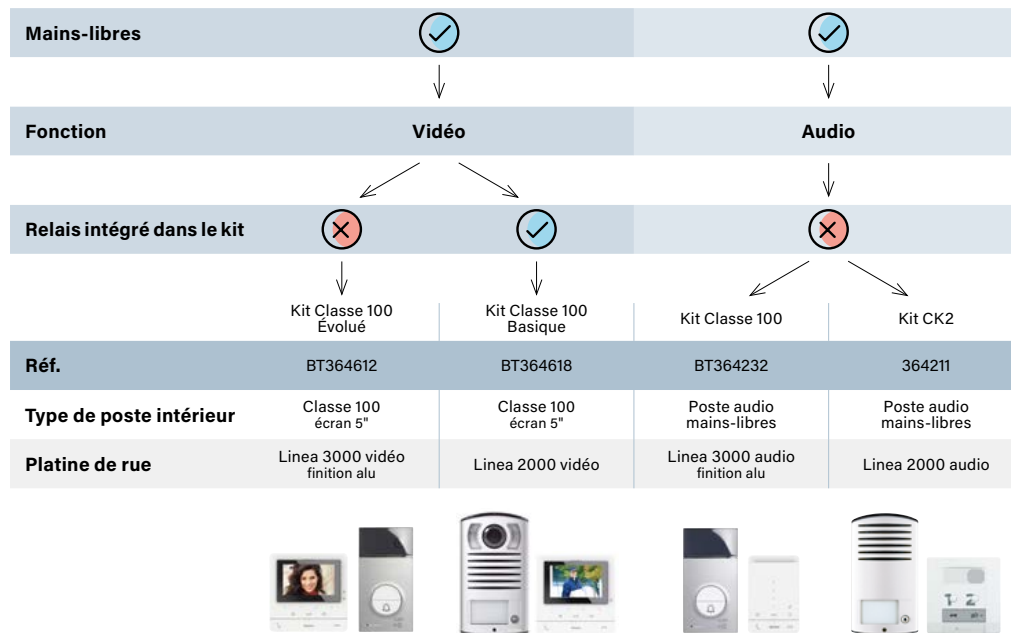 Mains-libres
Fonction
Vidéo
Audio
Relais intégré dans le kit
Kit Classe 100
Évolué
Kit Classe 100
Basique
Kit Classe 100
Kit CK2
Réf.
BT364612
BT364618
BT364232
364211
Type de poste intérieur
Classe 100
écran 5"
Classe 100
écran 5"
Poste audio
mains-libres
Poste audio
mains-libres
Platine de rue
Linea 3000 vidéo
finition alu
Linea 2000 vidéo
Linea 3000 audio
finition alu
Linea 2000 audio